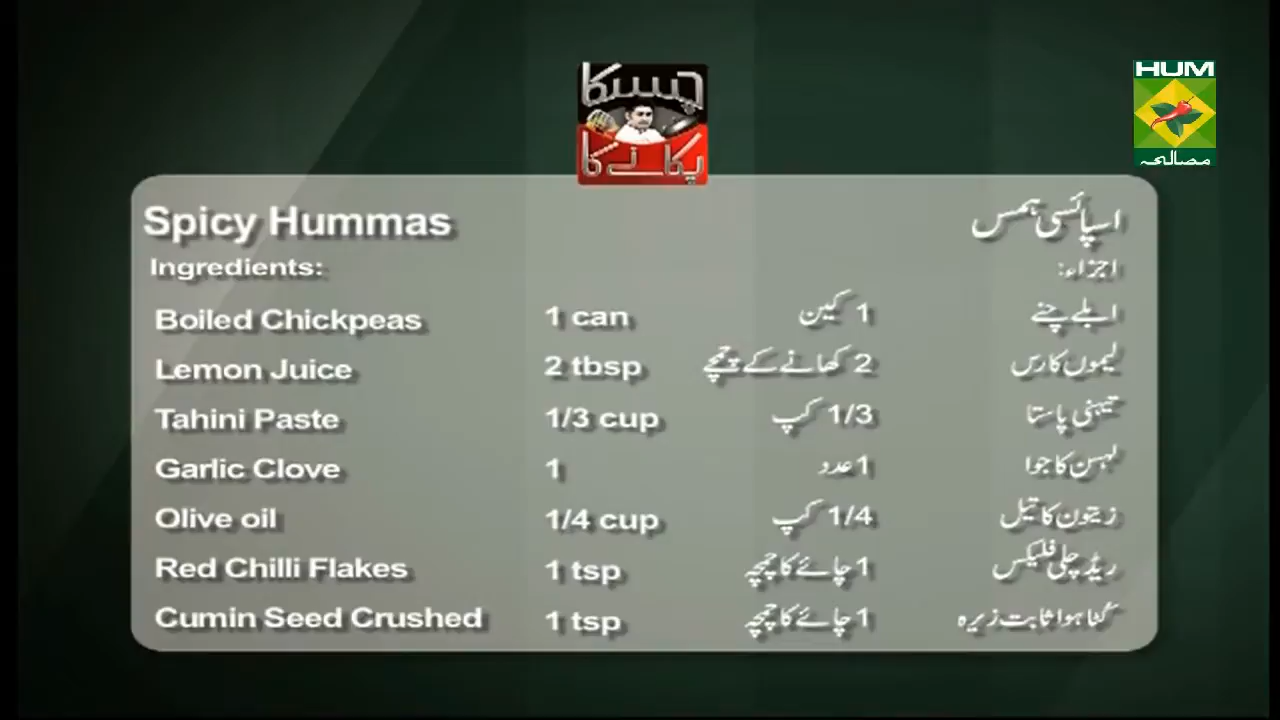 چسکا
پکانے کا
HUM
مصالحہ
Spicy Hummas اسپائسی ہمس
Ingredients: اجزاء:
Boiled Chickpeas 1 can 1 کین ابلے چنے
Lemon Juice 2 tbsp 2 کھانے کے چمچے لیموں کا رس
Tahini Paste 1/3 cup 1/3 کپ تیہنی پاستا
Garlic Clove 1 1 عدد لہسن کا جوا
Olive oil 1/4 cup 1/4 کپ زیتون کا تیل
Red Chilli Flakes 1 tsp 1 چائے کا چمچہ ریڈ چلی فلیکس
Cumin Seed Crushed 1 tsp 1 چائے کا چمچہ کٹا ہوا ثابت زیرہ